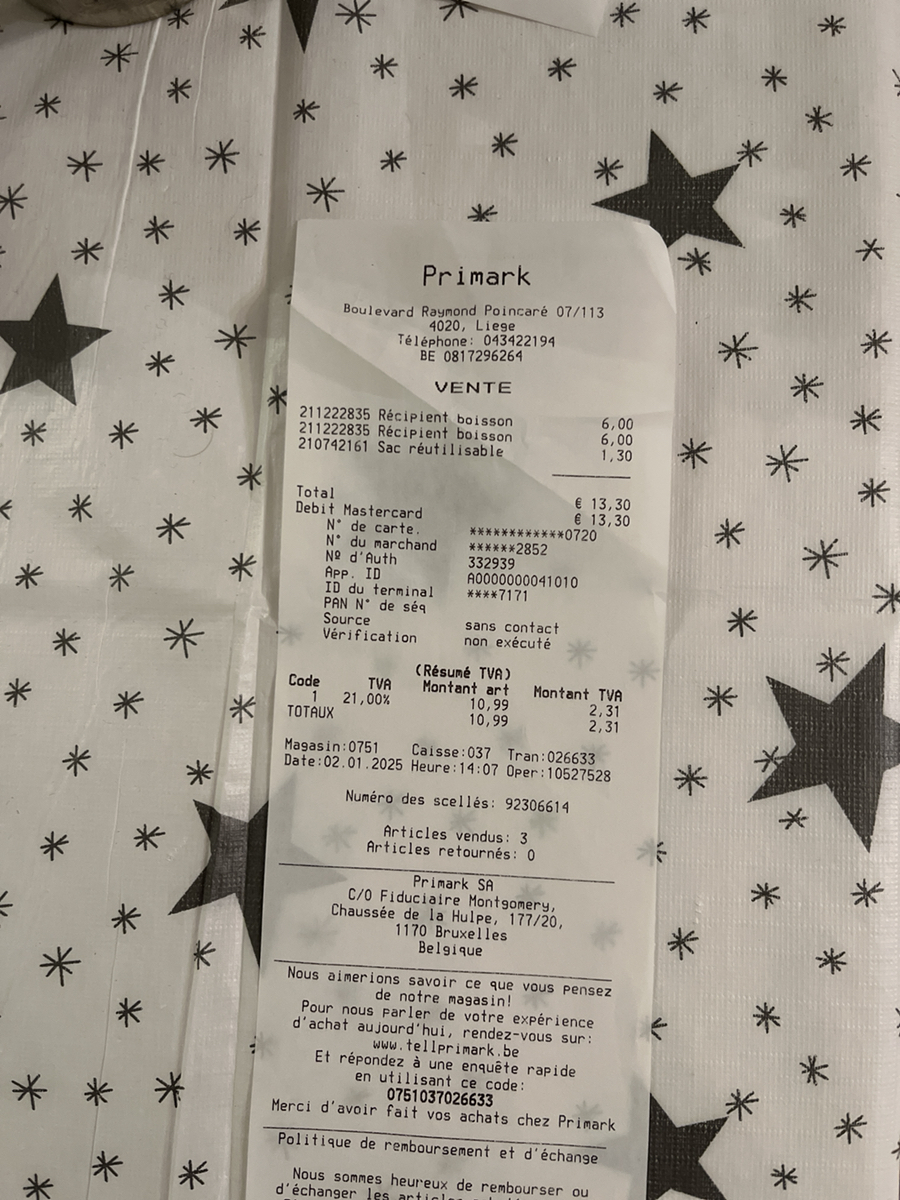 Primark
Boulevard Raymond Poincaré 07/113
4020, Liege
Téléphone: 043422194
BE 0817296264
VENTE
211222835 Récipient boisson 6,00
211222835 Récipient boisson 6,00
210742161 Sac réutilisable 1,30
Total € 13,30
Debit Mastercard € 13,30
N° de carte. ************0720
N° du marchand ******2852
Nº d'Auth 332939
App. ID A0000000041010
ID du terminal ****7171
PAN N° de séq
Source sans contact
Vérification non exécuté
(Résumé TVA)
Code TVA Montant art Montant TVA
1 21,00% 10,99 2,31
TOTAUX 10,99 2,31
Magasin:0751 Caisse:037 Tran:026633
Date:02.01.2025 Heure:14:07 Oper:10527528
Numéro des scellés: 92306614
Articles vendus: 3
Articles retournés: 0
Primark SA
C/O Fiduciaire Montgomery,
Chaussée de la Hulpe, 177/20,
1170 Bruxelles
Belgique
Nous aimerions savoir ce que vous pensez
de notre magasin!
Pour nous parler de votre expérience
d'achat aujourd'hui, rendez-vous sur:
www.tellprimark.be
Et répondez à une enquête rapide
en utilisant ce code:
0751037026633
Merci d'avoir fait vos achats chez Primark
Politique de remboursement et d'échange
Nous sommes heureux de rembourser ou
d'échanger les